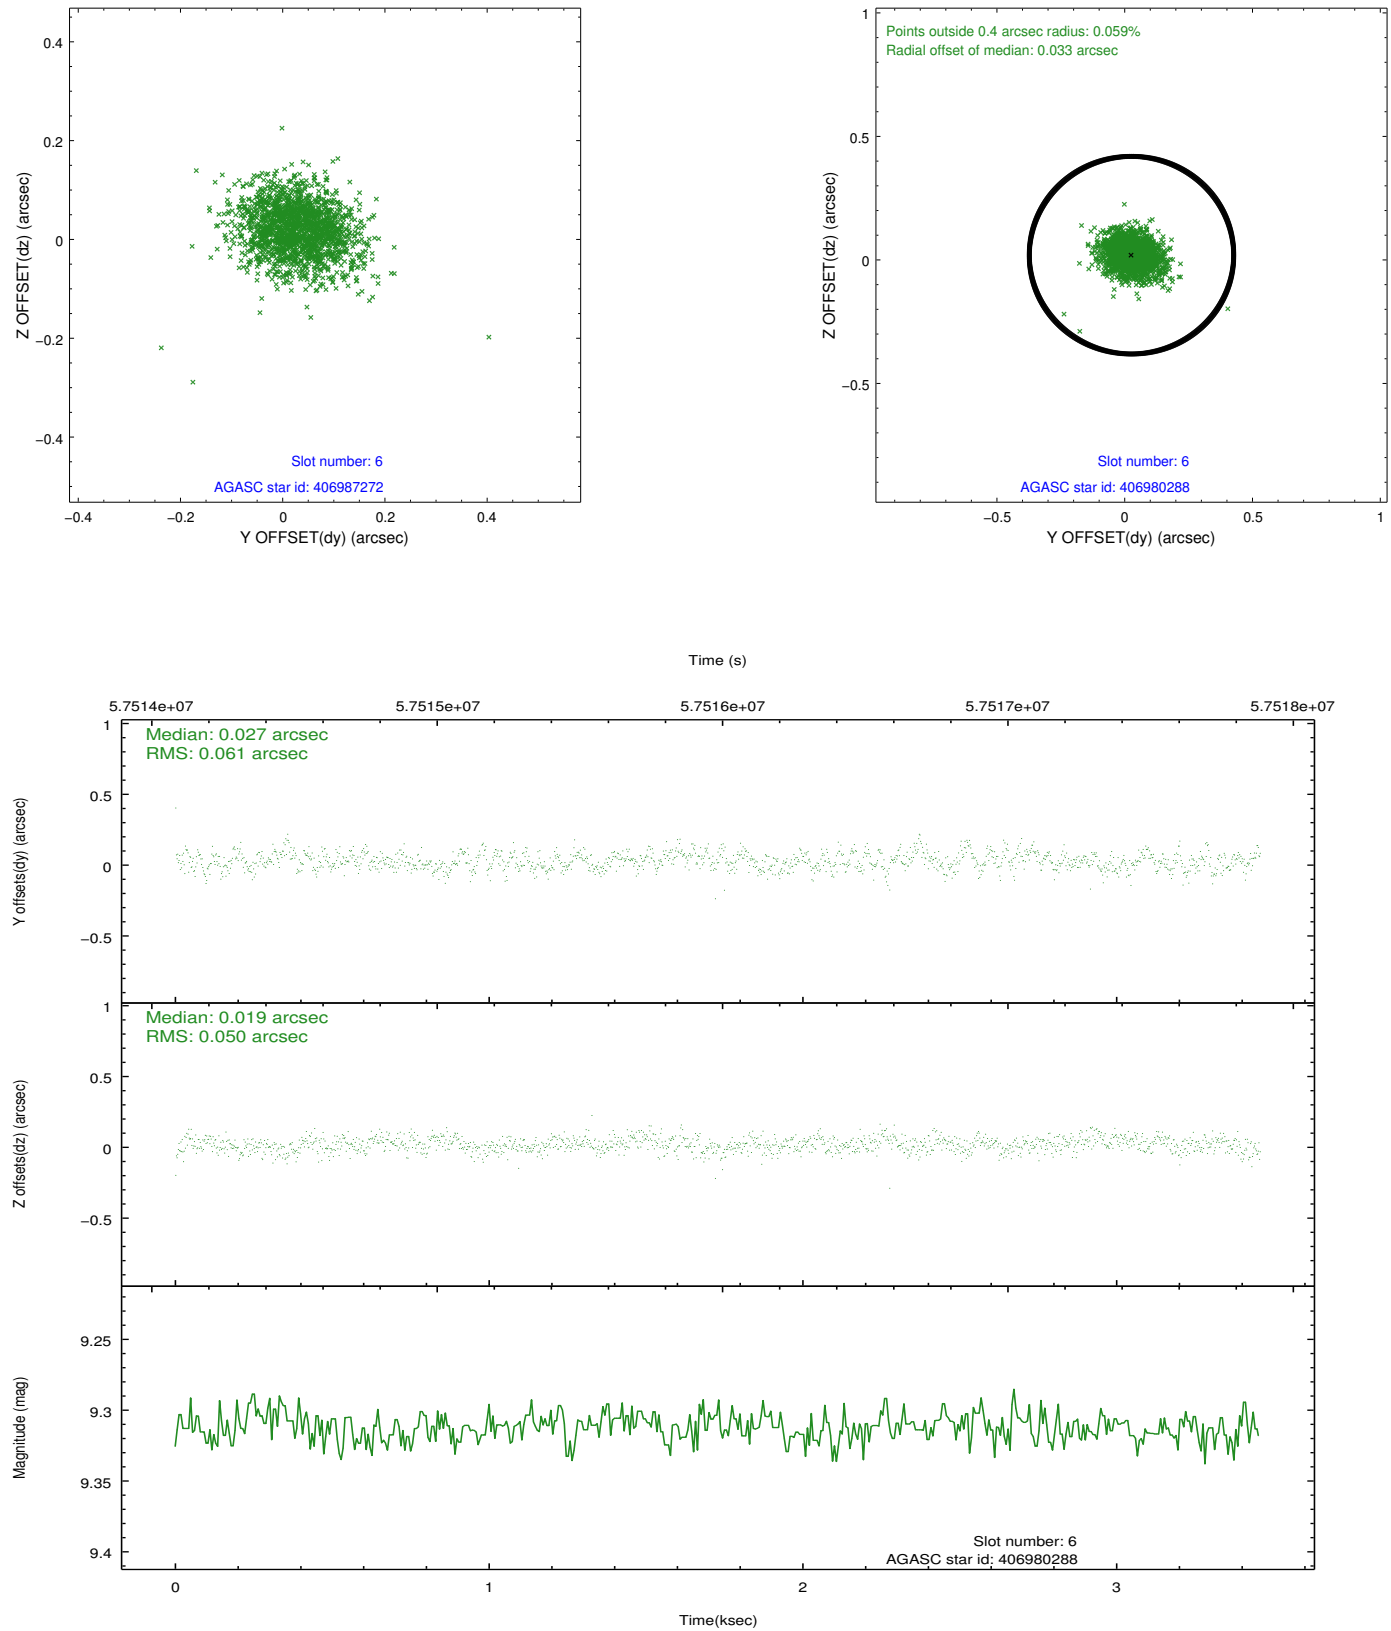 0.4
0.2
0
−0.2
−0.4
Z OFFSET(dz) (arcsec)
Slot number: 6
AGASC star id: 406987272
−0.4 −0.2 0 0.2 0.4
Y OFFSET(dy) (arcsec)
1
0.5
0
−0.5
Z OFFSET(dz) (arcsec)
Points outside 0.4 arcsec radius: 0.059%
Radial offset of median: 0.033 arcsec
Slot number: 6
AGASC star id: 406980288
−0.5 0 0.5 1
Y OFFSET(dy) (arcsec)
Time (s)
5.7514e+07 5.7515e+07 5.7516e+07 5.7517e+07 5.7518e+07
1
0.5
0
−0.5
Y offsets(dy) (arcsec)
Median: 0.027 arcsec
RMS: 0.061 arcsec
1
0.5
0
−0.5
Z offsets(dz) (arcsec)
Median: 0.019 arcsec
RMS: 0.050 arcsec
9.25
9.3
9.35
9.4
Magnitude (mag)
Slot number: 6
AGASC star id: 406980288
0 1 2 3
Time(ksec)